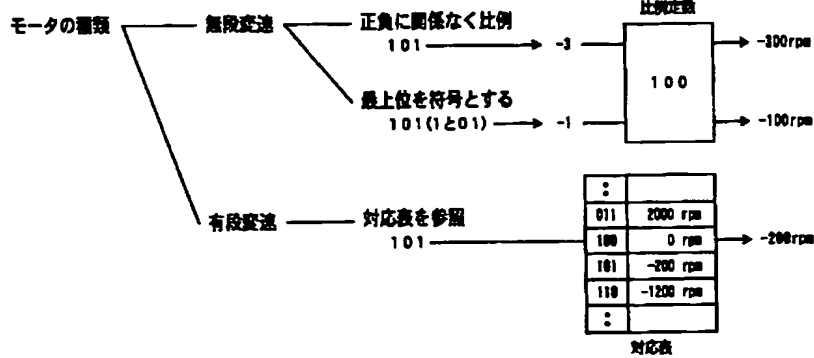 比例定数
モータの種類
無段変速
正負に関係なく比例
101
-3
-300rpm
100
最上位を符号とする
101(1と01)
-1
-100rpm
有段変速
対応表を参照
101
:
011 2000 rpm
100 0 rpm
101 -200 rpm
110 -1200 rpm
:
-200rpm
対応表